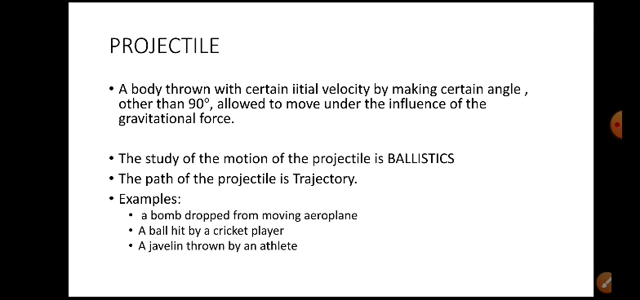 PROJECTILE
• A body thrown with certain iitial velocity by making certain angle ,
other than 90°, allowed to move under the influence of the
gravitational force.
• The study of the motion of the projectile is BALLISTICS
• The path of the projectile is Trajectory.
• Examples:
• a bomb dropped from moving aeroplane
• A ball hit by a cricket player
• A javelin thrown by an athlete